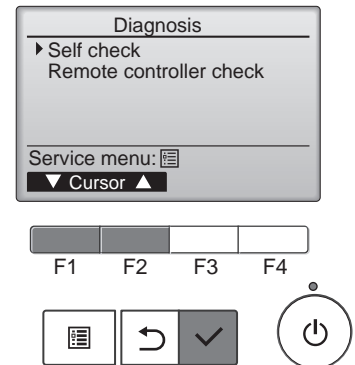 Diagnosis
Self check
Remote controller check
Service menu:
▼ Cursor ▲
F1 F2 F3 F4